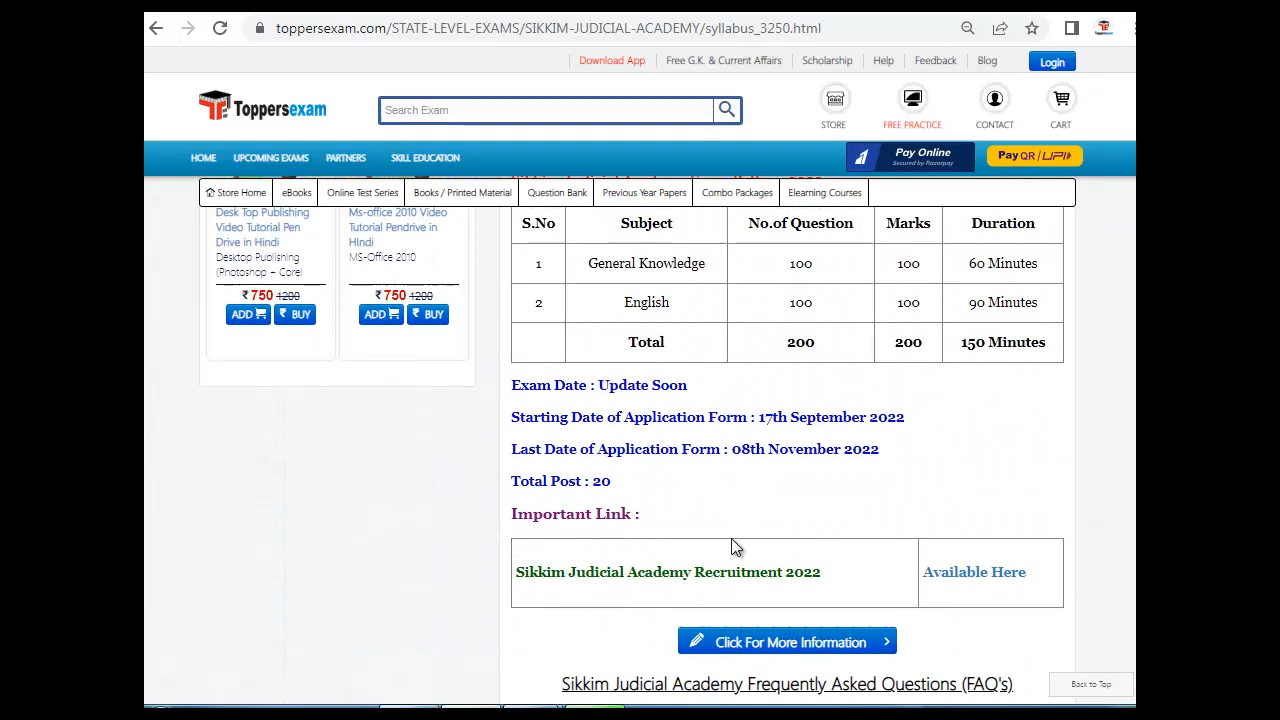 toppersexam.com/STATE-LEVEL-EXAMS/SIKKIM-JUDICIAL-ACADEMY/syllabus_3250.html
Download App Free G.K. & Current Affairs Scholarship Help Feedback Blog Login
Toppersexam
Search Exam
STORE FREE PRACTICE CONTACT CART
HOME UPCOMING EXAMS PARTNERS SKILL EDUCATION
Pay Online
Secured by Razorpay
Pay QR/UPI
Store Home eBooks Online Test Series Books / Printed Material Question Bank Previous Year Papers Combo Packages Elearning Courses
Desk Top Publishing
Video Tutorial Pen
Drive in Hindi
Desktop Publishing
(Photoshop + Corel
₹ 750 1200
ADD ₹ BUY
Ms-office 2010 Video
Tutorial Pendrive in
HIndi
MS-Office 2010
₹ 750 1200
ADD ₹ BUY
S.No Subject No.of Question Marks Duration
1 General Knowledge 100 100 60 Minutes
2 English 100 100 90 Minutes
Total 200 200 150 Minutes
Exam Date : Update Soon
Starting Date of Application Form : 17th September 2022
Last Date of Application Form : 08th November 2022
Total Post : 20
Important Link :
Sikkim Judicial Academy Recruitment 2022 Available Here
Click For More Information
Sikkim Judicial Academy Frequently Asked Questions (FAQ's)
Back to Top